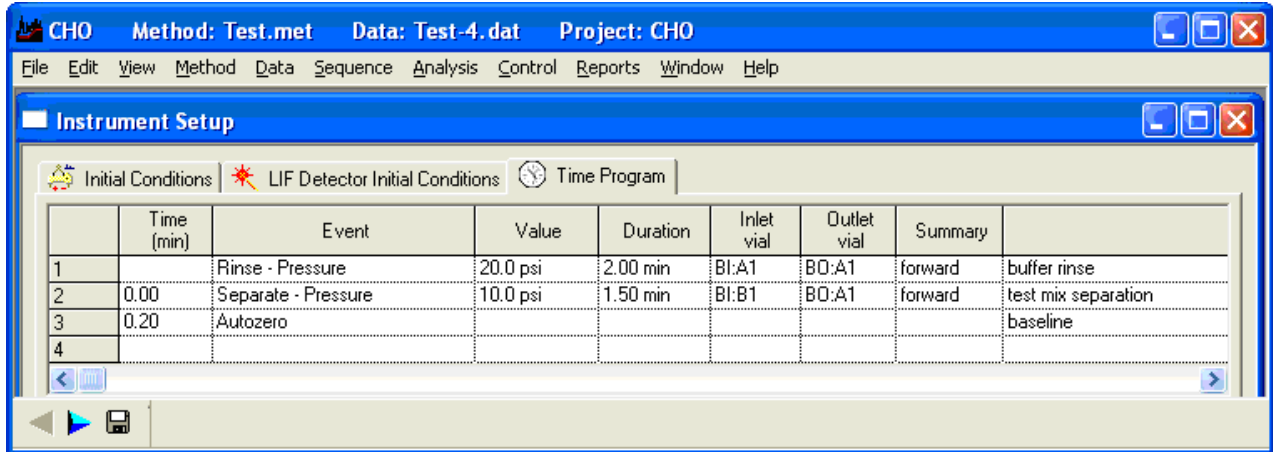 CHO Method: Test.met Data: Test-4.dat Project: CHO
File Edit View Method Data Sequence Analysis Control Reports Window Help
Instrument Setup
Initial Conditions LIF Detector Initial Conditions Time Program
Time (min) Event Value Duration Inlet vial Outlet vial Summary
1 Rinse - Pressure 20.0 psi 2.00 min BI:A1 BO:A1 forward buffer rinse
2 0.00 Separate - Pressure 10.0 psi 1.50 min BI:B1 BO:A1 forward test mix separation
3 0.20 Autozero baseline
4